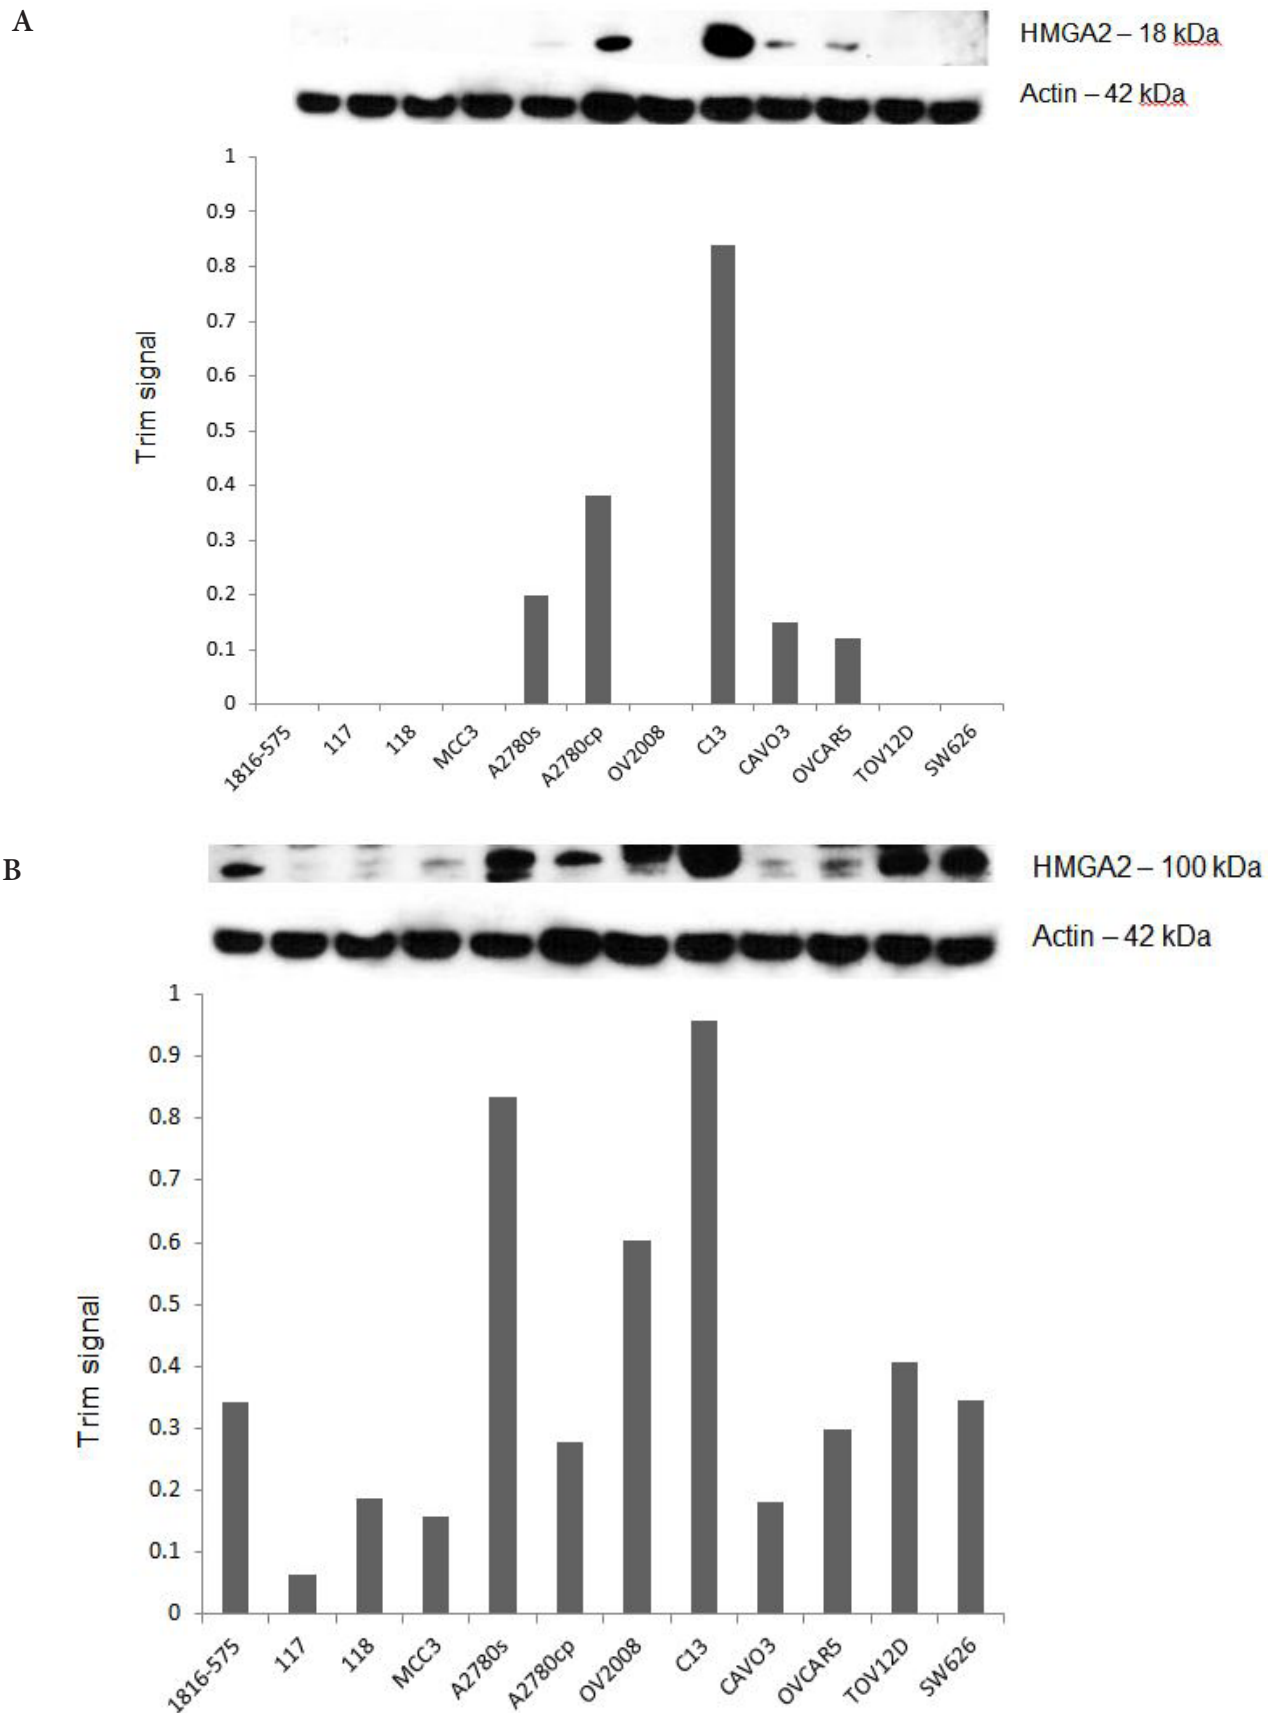 A
HMGA2 – 18 kDa
Actin – 42 kDa
1
0.9
0.8
0.7
0.6
0.5
0.4
0.3
0.2
0.1
0
Trim signal
1816-575
117
118
MCC3
A2780s
A2780cp
OV2008
C13
CAVO3
OVCAR5
TOV12D
SW626
B
HMGA2 – 100 kDa
Actin – 42 kDa
1
0.9
0.8
0.7
0.6
0.5
0.4
0.3
0.2
0.1
0
Trim signal
1816-575
117
118
MCC3
A2780s
A2780cp
OV2008
C13
CAVO3
OVCAR5
TOV12D
SW626